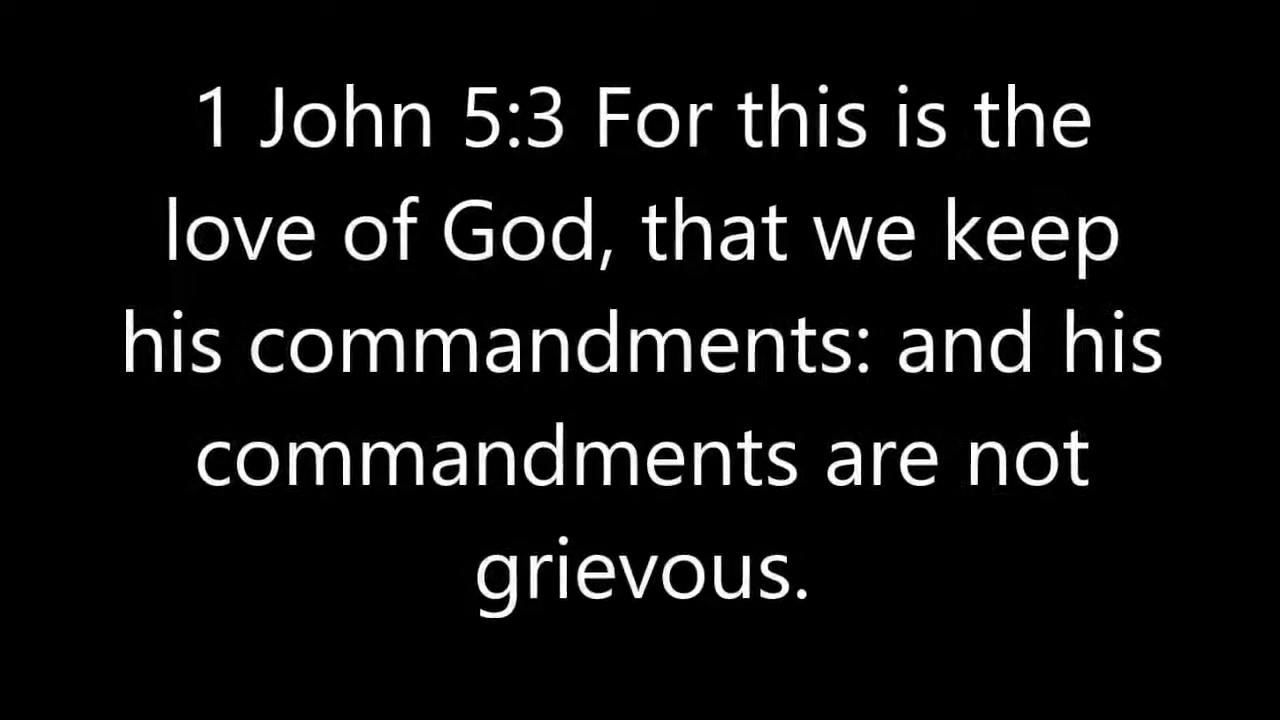 1 John 5:3 For this is the
love of God, that we keep
his commandments: and his
commandments are not
grievous.